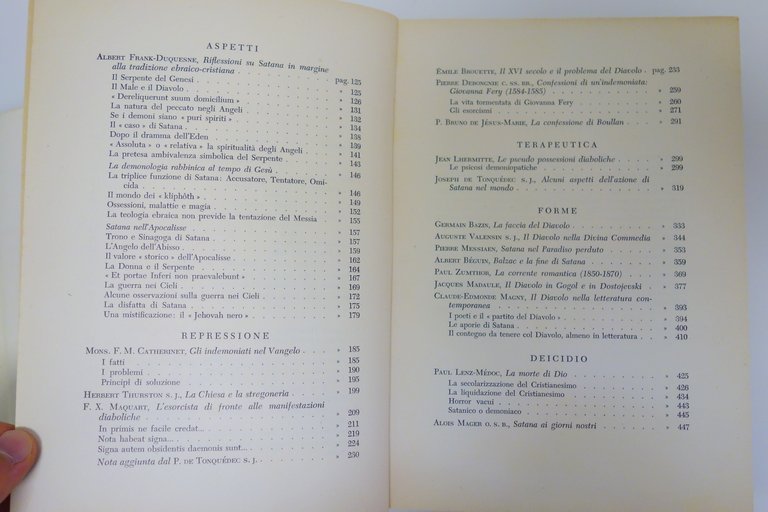 ASPETTI
ALBERT FRANK-DUQUESNE, Riflessioni su Satana in margine
alla tradizione ebraico-cristiana . . . . . . pag. 125
Il Serpente del Genesi . . . . . . » 125
Il Male e il Diavolo . . . . . . » 126
« Dereliquerunt suum domicilium » . . . . . . » 131
La natura del peccato negli Angeli . . . . . . » 132
Se i demoni siano « puri spiriti » . . . . . . » 134
Il « caso » di Satana . . . . . . » 138
Dopo il dramma dell'Eden . . . . . . » 139
« Assoluta » o « relativa » la spiritualità degli Angeli . » 141
La pretesa ambivalenza simbolica del Serpente . . . » 143
La demonologia rabbinica al tempo di Gesù . . . . » 146
La triplice funzione di Satana: Accusatore, Tentatore, Omi-
cida . . . . . . » 146
Il mondo dei « kliphôth » . . . . . . » 149
Ossessioni, malattie e magia . . . . . . » 152
La teologia ebraica non previde la tentazione del Messia » 155
Satana nell'Apocalisse . . . . . . » 157
Trono e Sinagoga di Satana . . . . . . » 157
L'Angelo dell'Abisso . . . . . . » 159
Il valore « storico » dell'Apocalisse . . . . . . » 162
La Donna e il Serpente . . . . . . » 164
« Et portae Inferi non praevalebunt » . . . . . . » 167
La guerra nei Cieli . . . . . . » 169
Alcune osservazioni sulla guerra nei Cieli . . . . » 172
La disfatta di Satana . . . . . . » 175
Una mistificazione: il « Jehovah nero » . . . . . » 179
REPRESSIONE
MONS. F. M. CATHERINET, Gli indemoniati nel Vangelo . » 185
I fatti . . . . . . » 185
I problemi . . . . . . » 190
Principî di soluzione . . . . . . » 195
HERBERT THURSTON S. J., La Chiesa e la stregoneria . . » 199
F. X. MAQUART, L'esorcista di fronte alle manifestazioni
diaboliche . . . . . . » 209
In primis ne facile credat... . . . . . . » 211
Nota habeat signa... . . . . . . » 219
Signa autem obsidentis daemonis sunt... . . . . » 224
Nota aggiunta dal P. DE TONQUÉDEC S. J. . . . . » 230
ÉMILE BROUETTE, Il XVI secolo e il problema del Diavolo . pag. 233
PIERRE DEBONGNIE C. SS. RR., Confessioni di un'indemoniata:
Giovanna Fery (1584-1585) . . . . . . » 259
La vita tormentata di Giovanna Fery . . . . . » 260
Gli esorcismi . . . . . . » 271
P. BRUNO DE JÉSUS-MARIE, La confessione di Boullan . . » 291
TERAPEUTICA
JEAN LHERMITTE, Le pseudo possessioni diaboliche . . . » 299
Le psicosi demoniopatiche . . . . . . » 299
JOSEPH DE TONQUÉDEC S. J., Alcuni aspetti dell'azione di
Satana nel mondo . . . . . . » 319
FORME
GERMAIN BAZIN, La faccia del Diavolo . . . . . . » 333
AUGUSTE VALENSIN S. J., Il Diavolo nella Divina Commedia » 344
PIERRE MESSIAEN, Satana nel Paradiso perduto . . . . » 353
ALBERT BÉGUIN, Balzac e la fine di Satana . . . . . » 361
PAUL ZUMTHOR, La corrente romantica (1850-1870) . . . » 369
JACQUES MADAULE, Il Diavolo in Gogol e in Dostojevski . » 377
CLAUDE-EDMONDE MAGNY, Il Diavolo nella letteratura con-
temporanea . . . . . . » 393
I poeti e il « partito del Diavolo » . . . . . . » 394
Le aporie di Satana . . . . . . » 400
Il contegno da tenere col Diavolo, almeno in letteratura . » 410
DEICIDIO
PAUL LENZ-MÉDOC, La morte di Dio . . . . . . » 425
La secolarizzazione del Cristianesimo . . . . . » 426
La liquidazione del Cristianesimo . . . . . . » 434
Horror vacui . . . . . . » 443
Satanico o demoniaco . . . . . . » 445
ALOIS MAGER O. S. B., Satana ai giorni nostri . . . . » 447